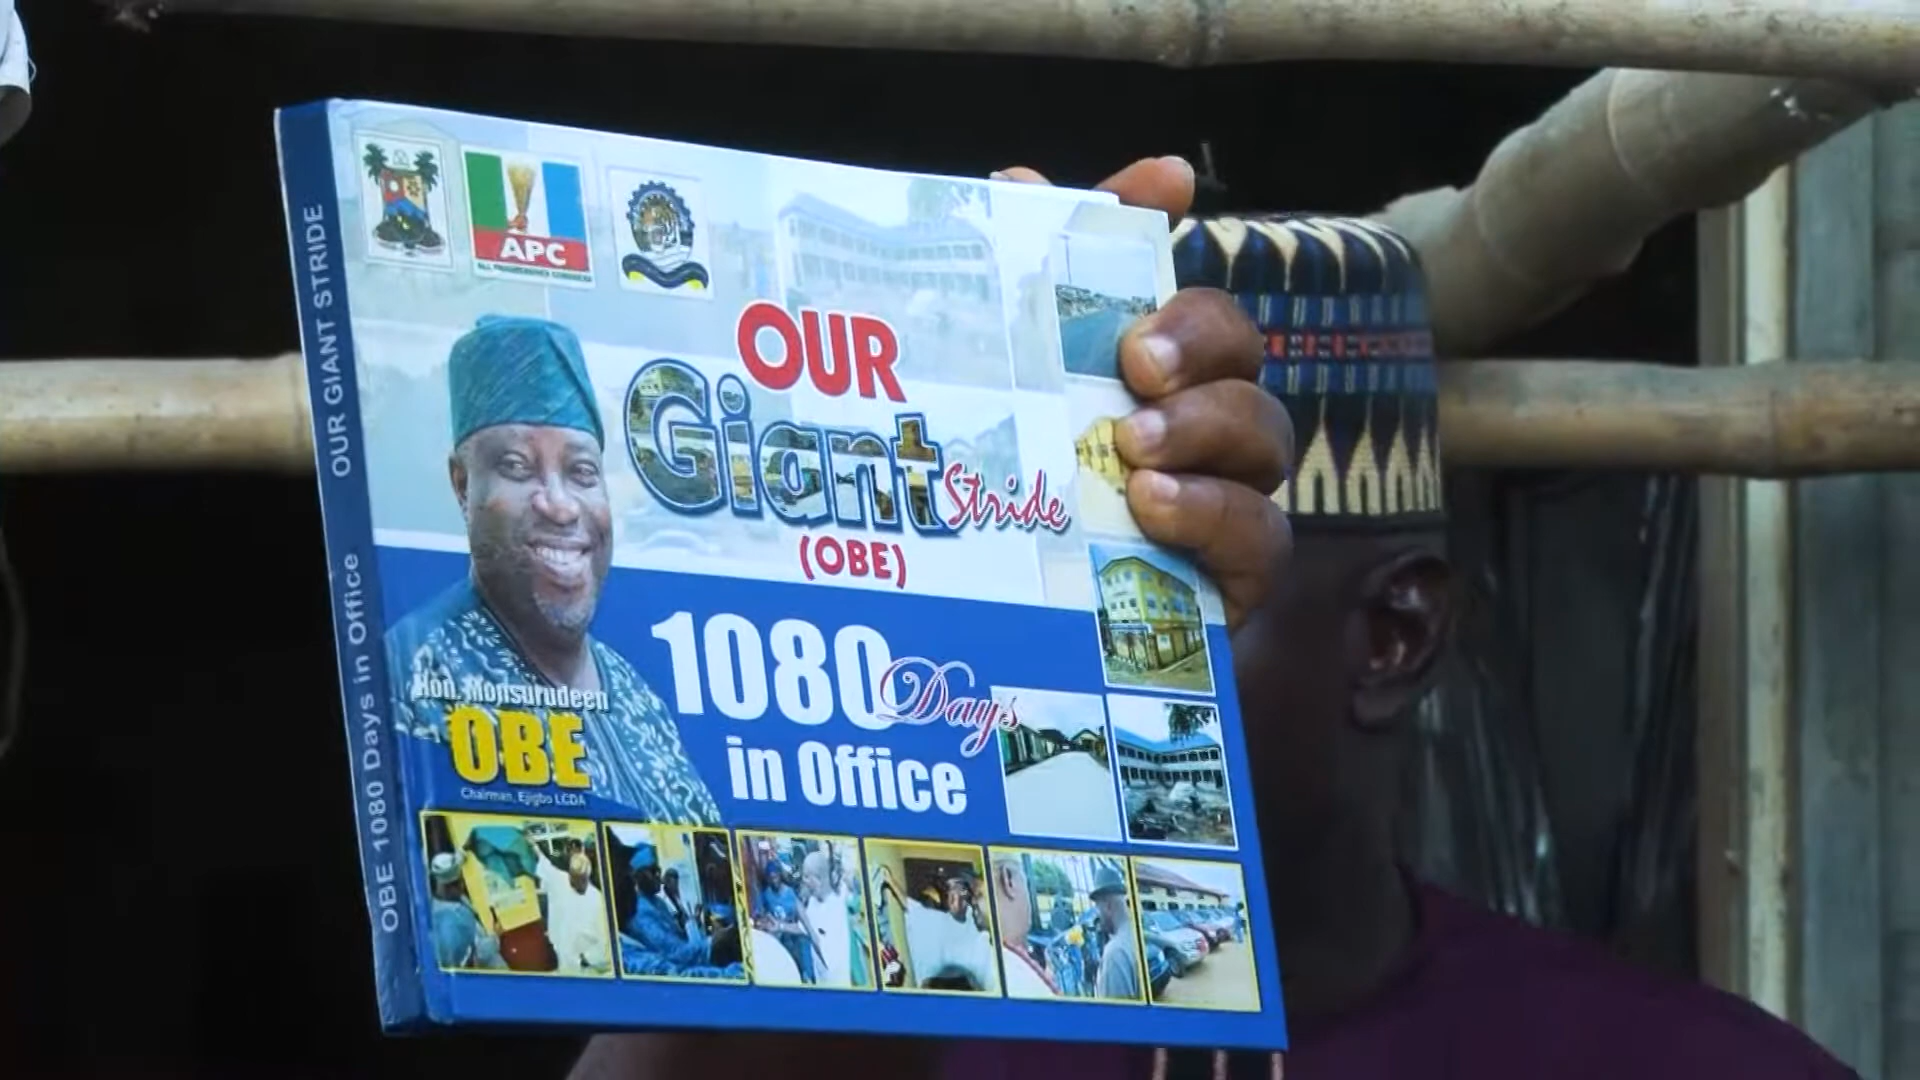 OUR GIANT STRIDE
OBE 1080 Days in Office
APC
ALL PROGRESSIVES CONGRESS
OUR
Giant Stride
(OBE)
1080 Days
in Office
Hon. Monsurudeen
OBE
Chairman, Ejigbo LCDA